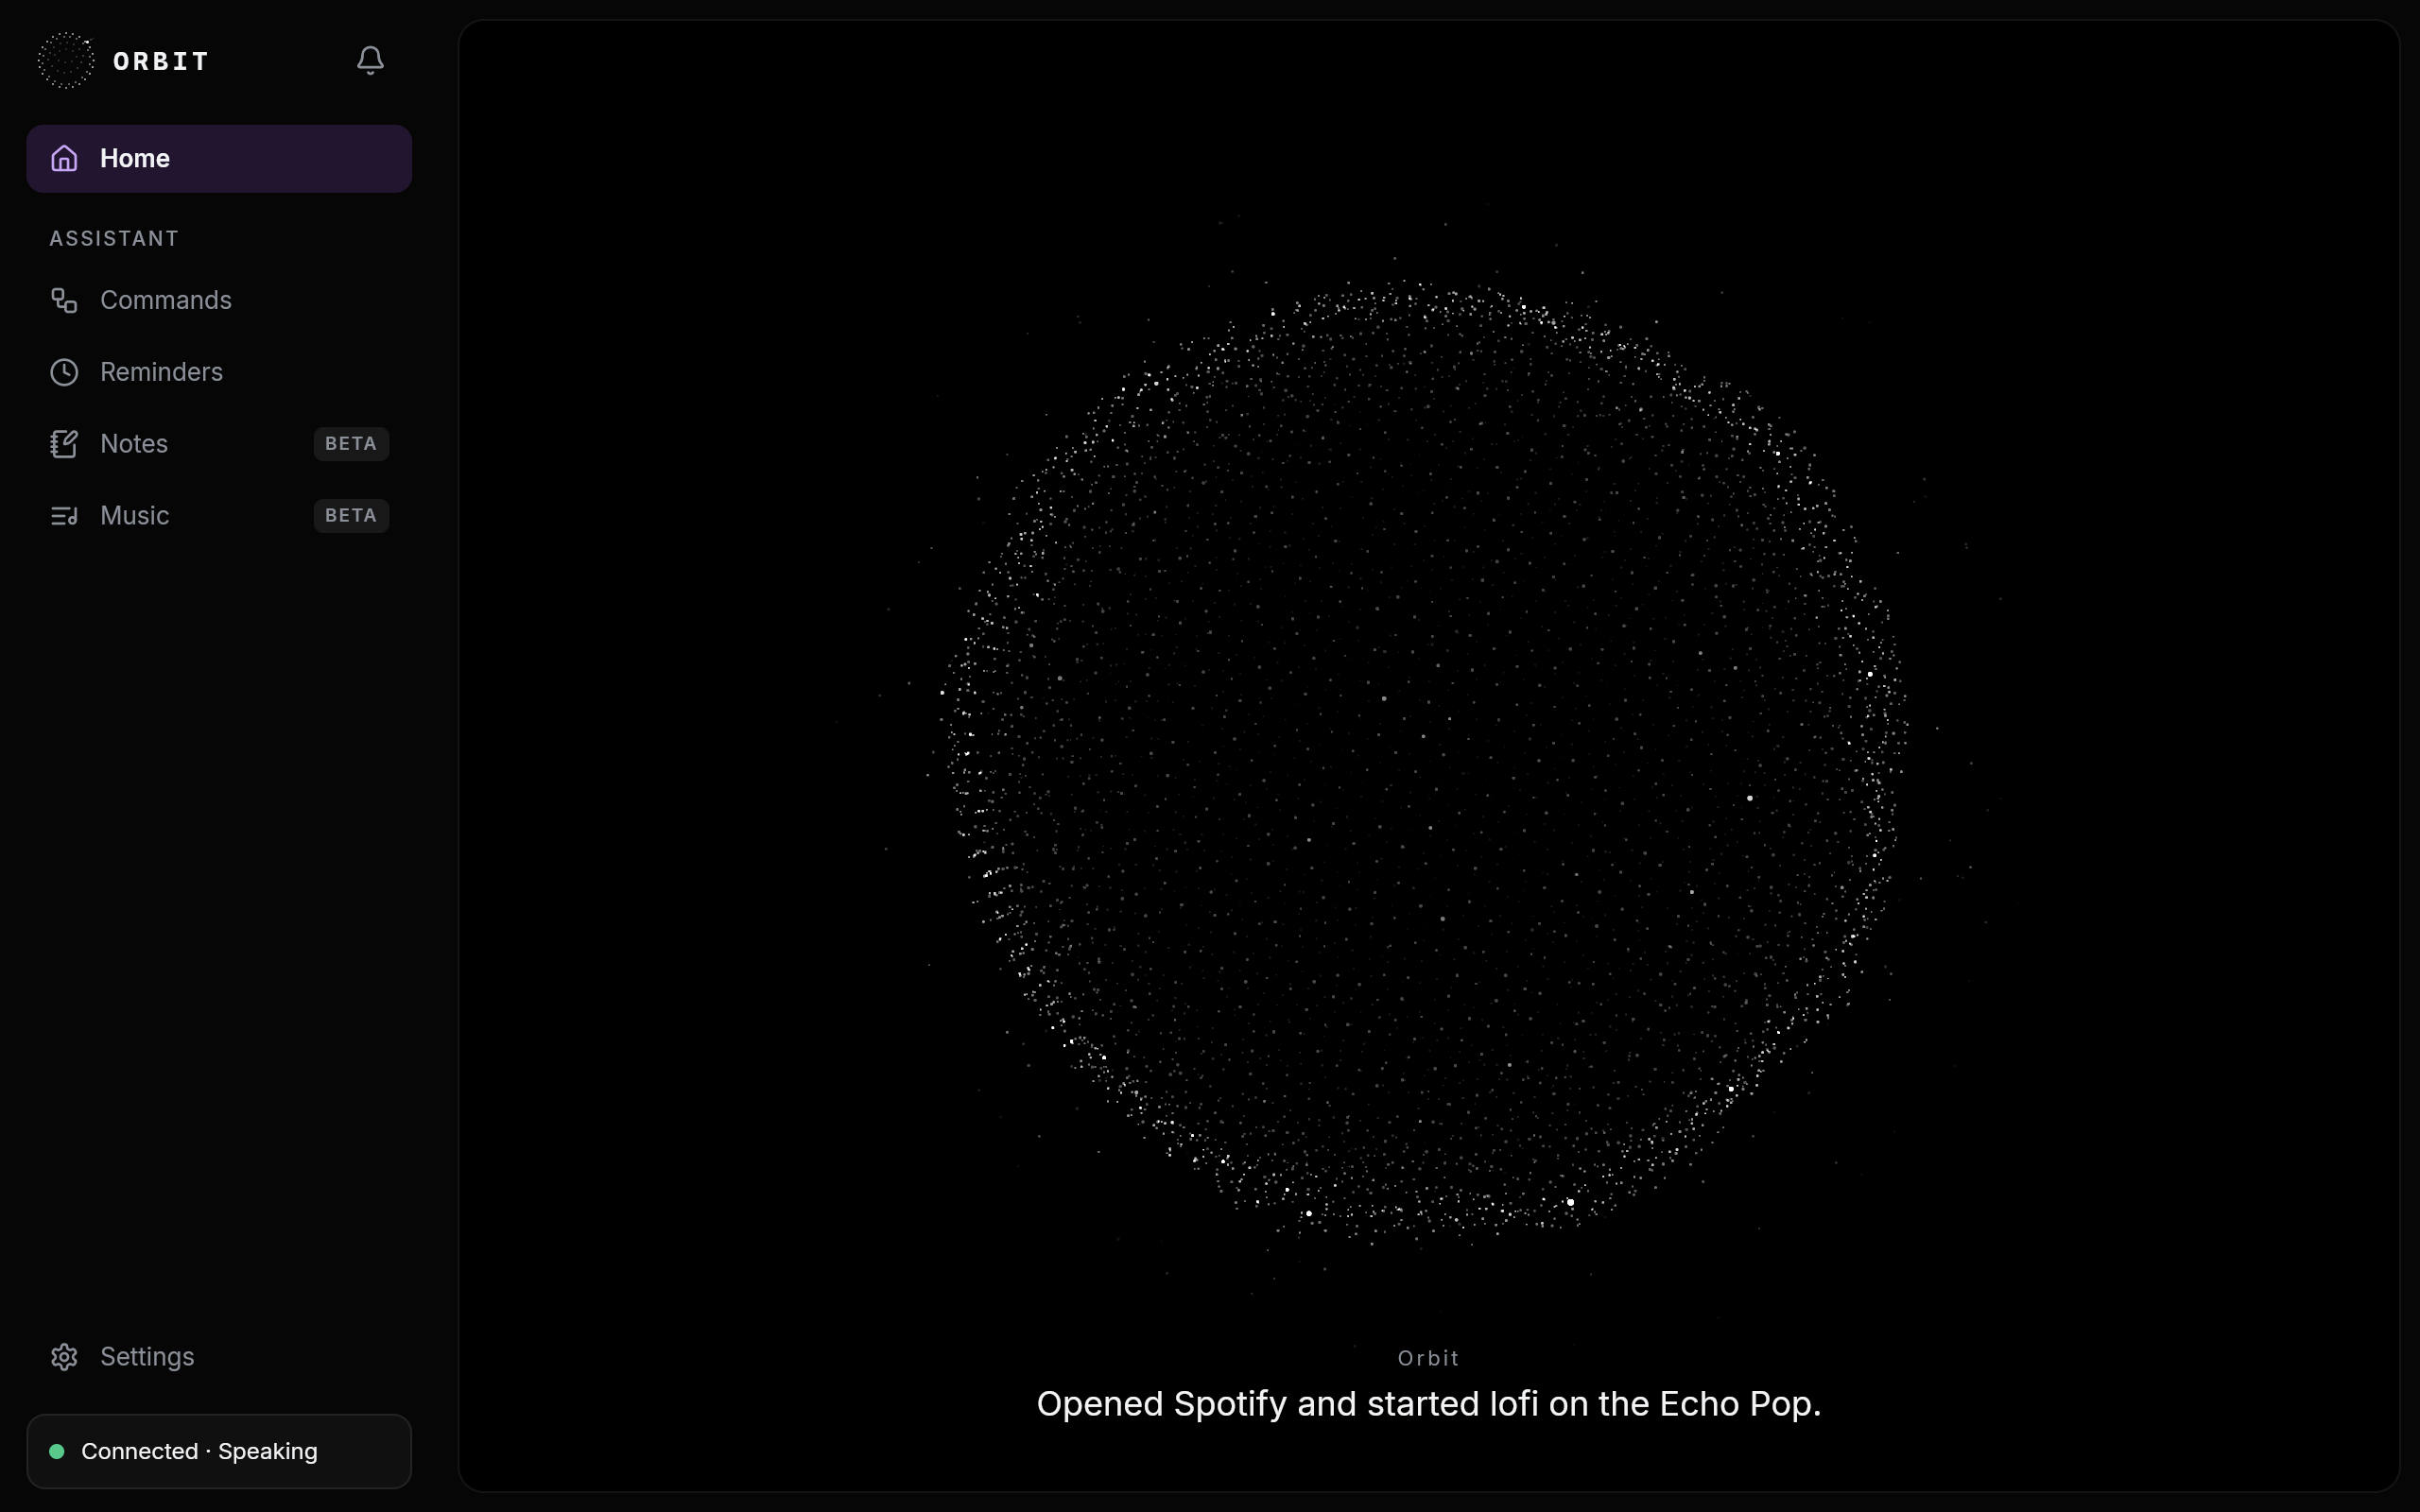 ORBIT
Home
ASSISTANT
Commands
Reminders
Notes BETA
Music BETA
Settings
Connected · Speaking
Orbit
Opened Spotify and started lofi on the Echo Pop.